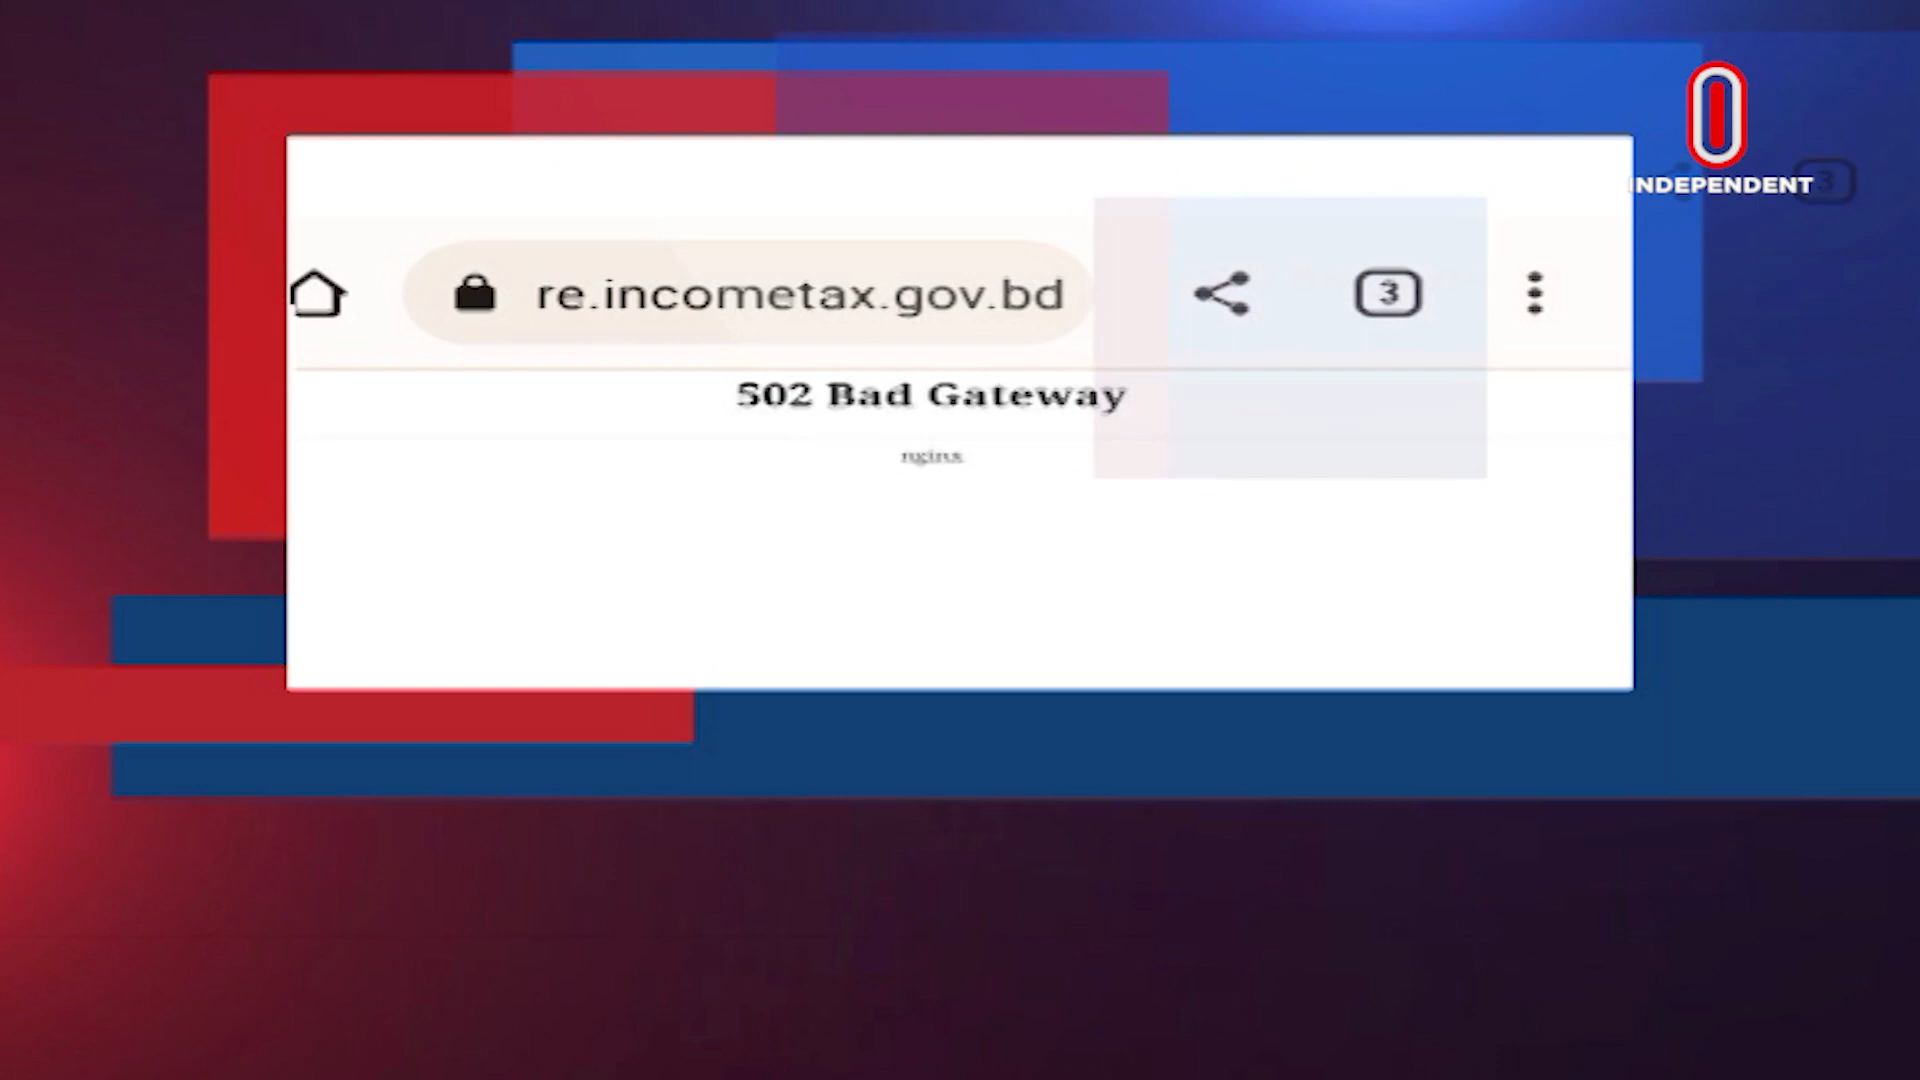 INDEPENDENT
re.incometax.gov.bd
3
502 Bad Gateway
nginx